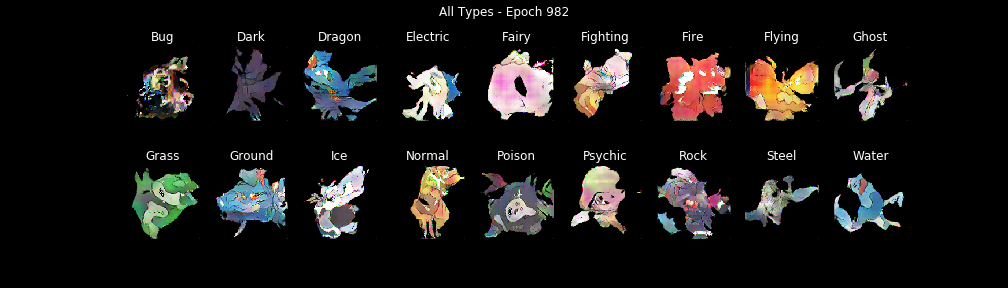 All Types - Epoch 982
Bug Dark Dragon Electric Fairy Fighting Fire Flying Ghost
Grass Ground Ice Normal Poison Psychic Rock Steel Water